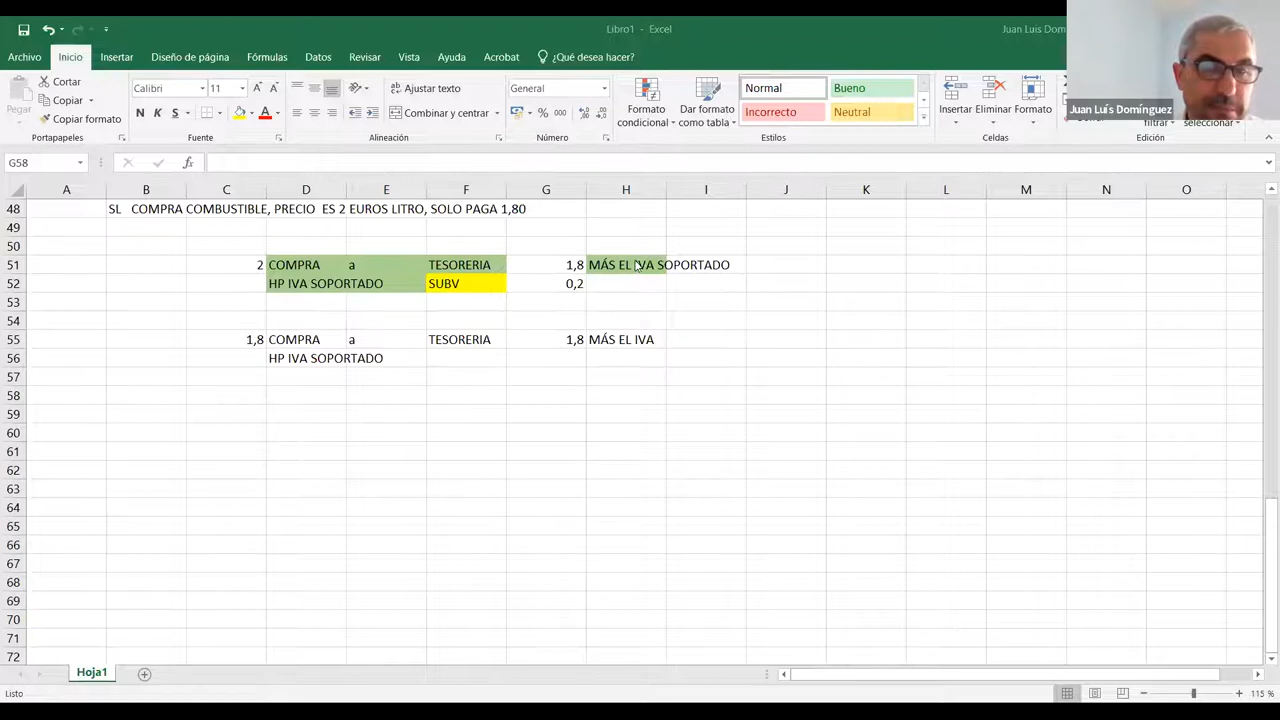 Libro1 - Excel
Juan Luis Dom
Archivo Inicio Insertar Diseño de página Fórmulas Datos Revisar Vista Ayuda Acrobat ¿Qué desea hacer?
Pegar
Cortar
Copiar
Copiar formato
Portapapeles
Calibri 11
N K S
Fuente
Ajustar texto
Combinar y centrar
Alineación
General
% 000
Número
Formato condicional
Dar formato como tabla
Normal Bueno
Incorrecto Neutral
Estilos
Insertar Eliminar Formato
Celdas
filtrar seleccionar
Edición
Juan Luís Domínguez
G58 fx
A B C D E F G H I J K L M N O
48 SL COMPRA COMBUSTIBLE, PRECIO ES 2 EUROS LITRO, SOLO PAGA 1,80
49
50
51 2 COMPRA a TESORERIA 1,8 MÁS EL IVA SOPORTADO
52 HP IVA SOPORTADO SUBV 0,2
53
54
55 1,8 COMPRA a TESORERIA 1,8 MÁS EL IVA
56 HP IVA SOPORTADO
57
58
59
60
61
62
63
64
65
66
67
68
69
70
71
72
Hoja1
Listo
115 %